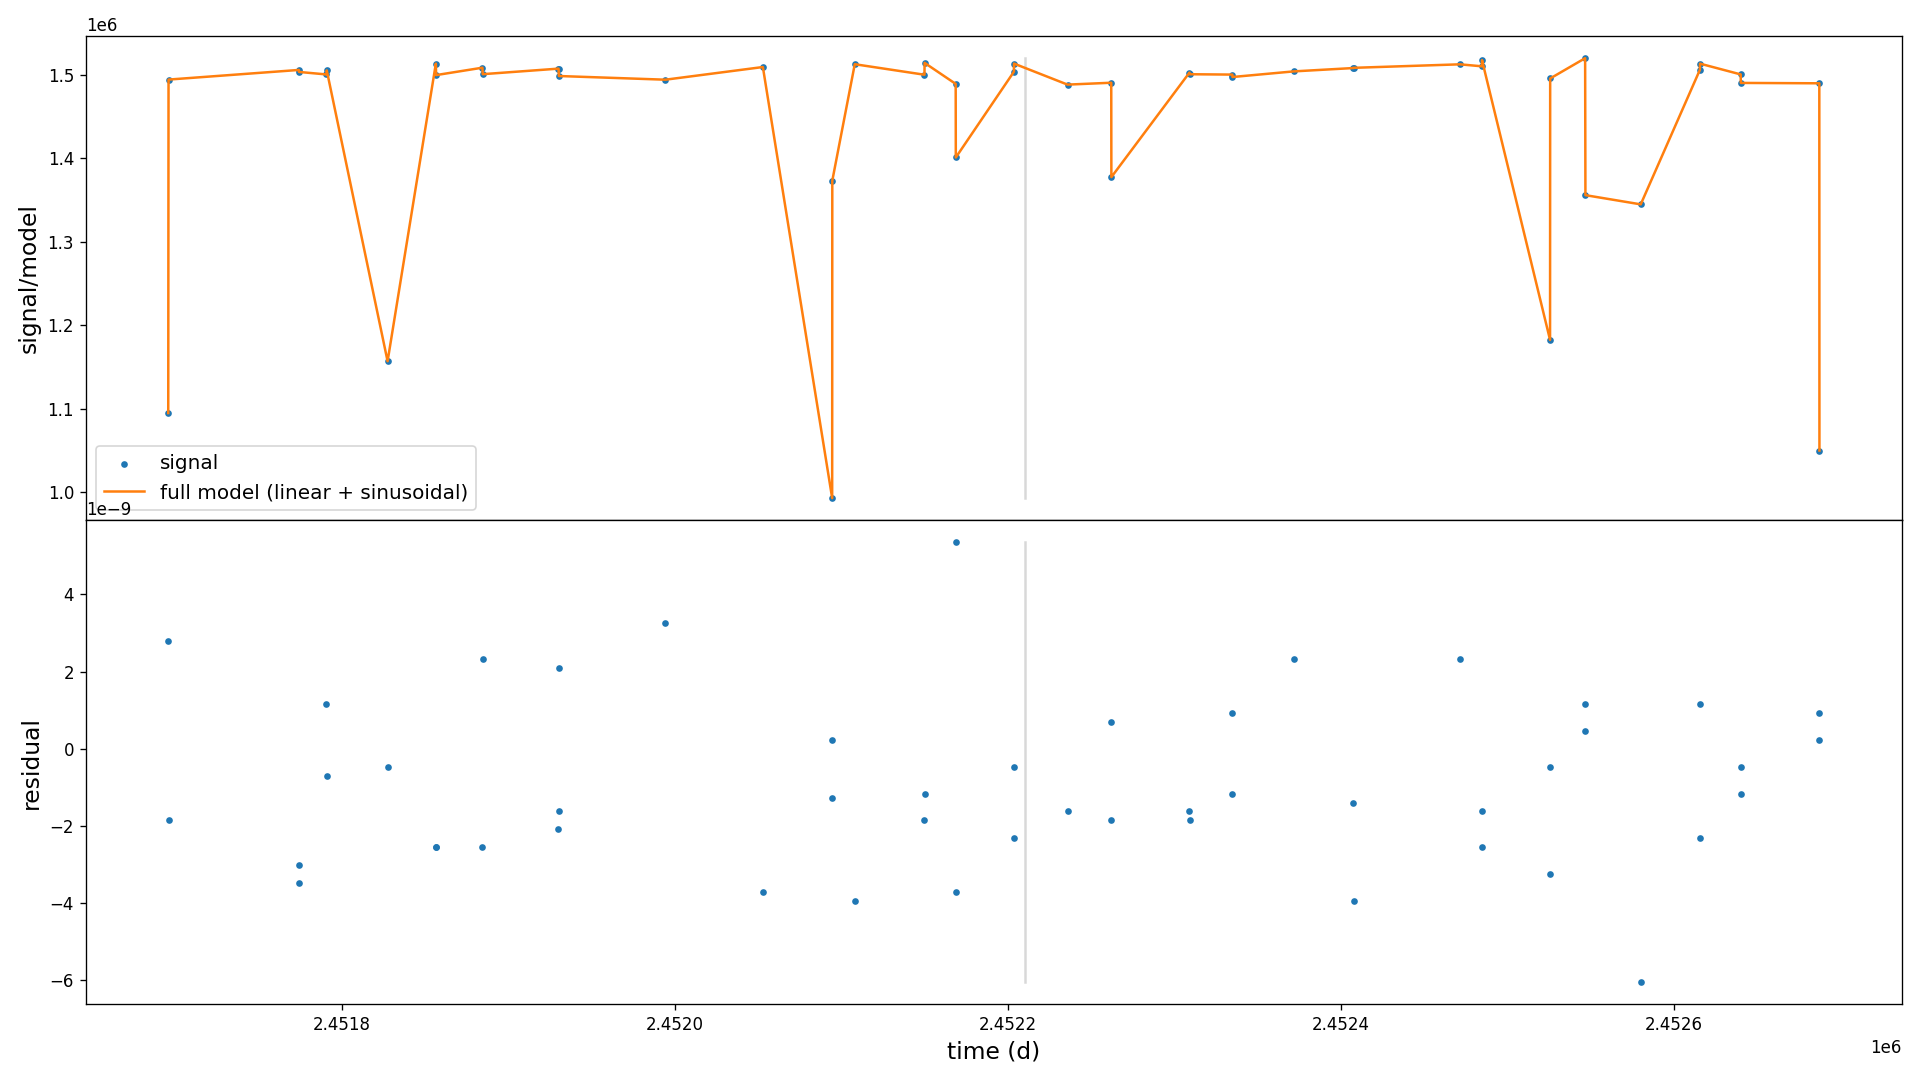 1e6
1.5
1.4
1.3
1.2
1.1
1.0
signal/model
signal
full model (linear + sinusoidal)
1e−9
4
2
0
−2
−4
−6
residual
2.4518
2.4520
2.4522
2.4524
2.4526
1e6
time (d)